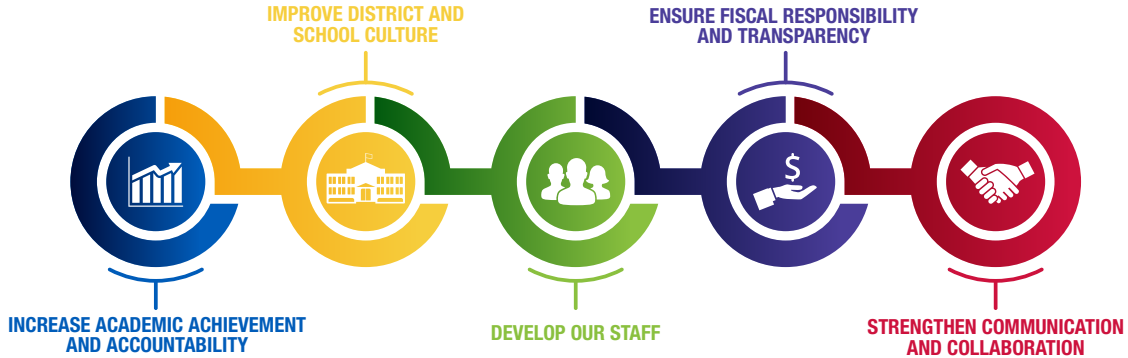 IMPROVE DISTRICT AND
SCHOOL CULTURE
ENSURE FISCAL RESPONSIBILITY
AND TRANSPARENCY
$
INCREASE ACADEMIC ACHIEVEMENT
AND ACCOUNTABILITY
DEVELOP OUR STAFF
STRENGTHEN COMMUNICATION
AND COLLABORATION